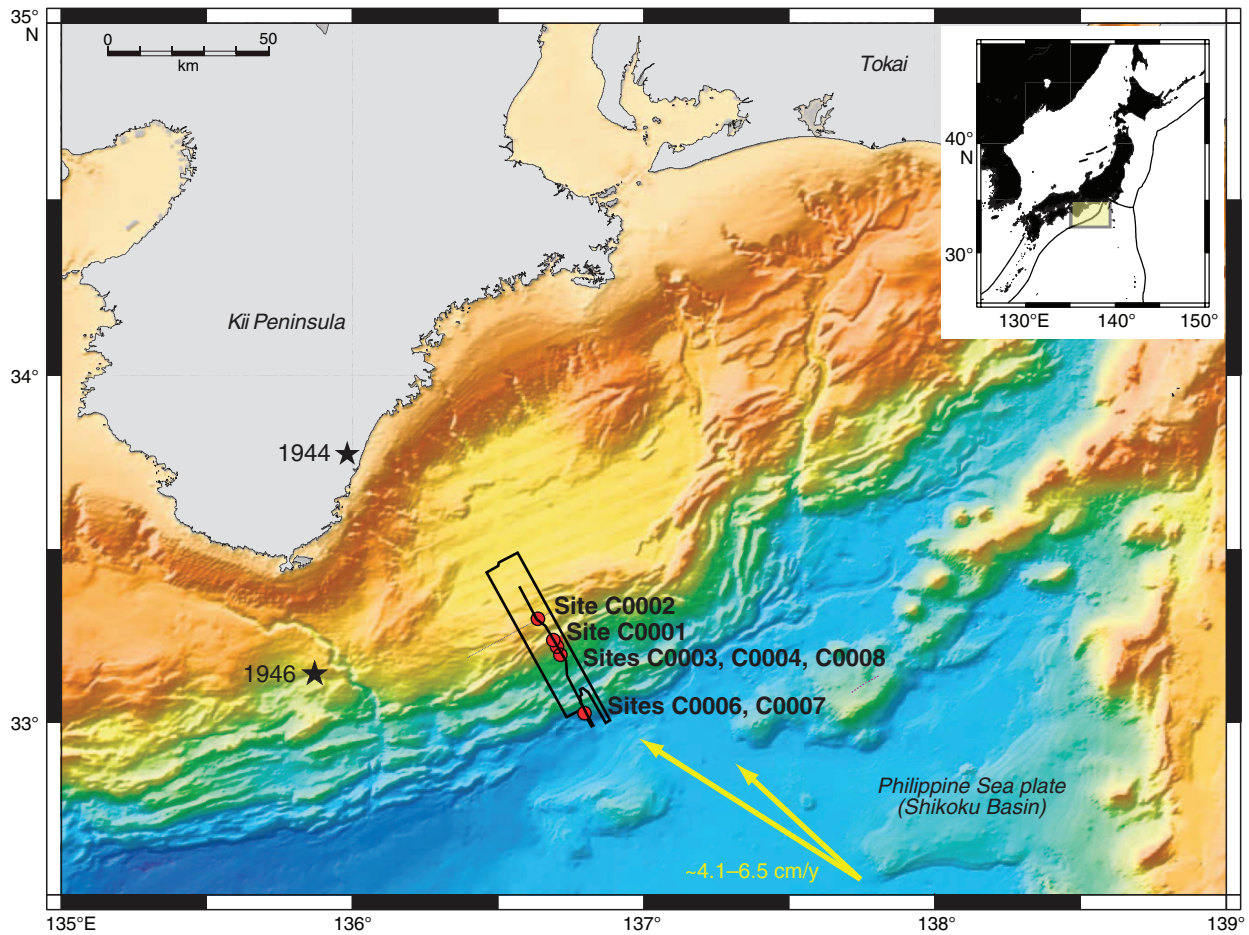 35°
N
0 50
km
Tokai
40°
N
30°
130°E 140° 150°
Kii Peninsula
34°
1944
Site C0002
Site C0001
Sites C0003, C0004, C0008
1946
Sites C0006, C0007
33°
Philippine Sea plate
(Shikoku Basin)
~4.1–6.5 cm/y
135°E 136° 137° 138° 139°